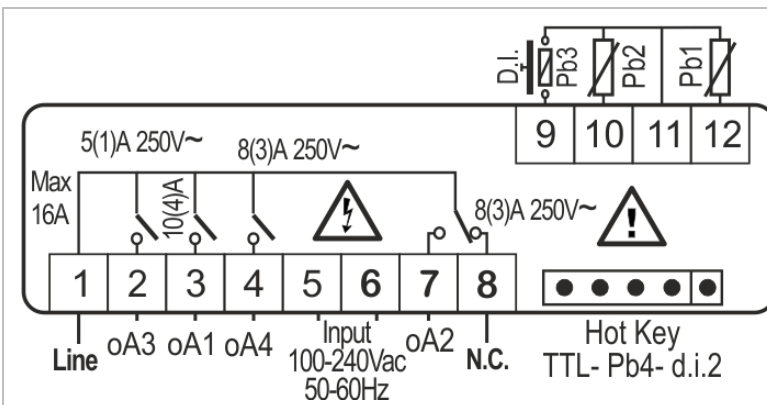 D.I.
Pb3
Pb2
Pb1
9 10 11 12
5(1)A 250V~
8(3)A 250V~
Max
16A
10(4)A
8(3)A 250V~
!
1 2 3 4 5 6 7 8
Line oA3 oA1 oA4
Input
100-240Vac
50-60Hz
oA2
N.C.
Hot Key
TTL- Pb4- d.i.2